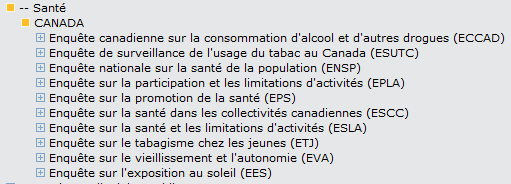 -- Santé
CANADA
Enquête canadienne sur la consommation d'alcool et d'autres drogues (ECCAD)
Enquête de surveillance de l'usage du tabac au Canada (ESUTC)
Enquête nationale sur la santé de la population (ENSP)
Enquête sur la participation et les limitations d'activités (EPLA)
Enquête sur la promotion de la santé (EPS)
Enquête sur la santé dans les collectivités canadiennes (ESCC)
Enquête sur la santé et les limitations d'activités (ESLA)
Enquête sur le tabagisme chez les jeunes (ETJ)
Enquête sur le vieillissement et l'autonomie (EVA)
Enquête sur l'exposition au soleil (EES)